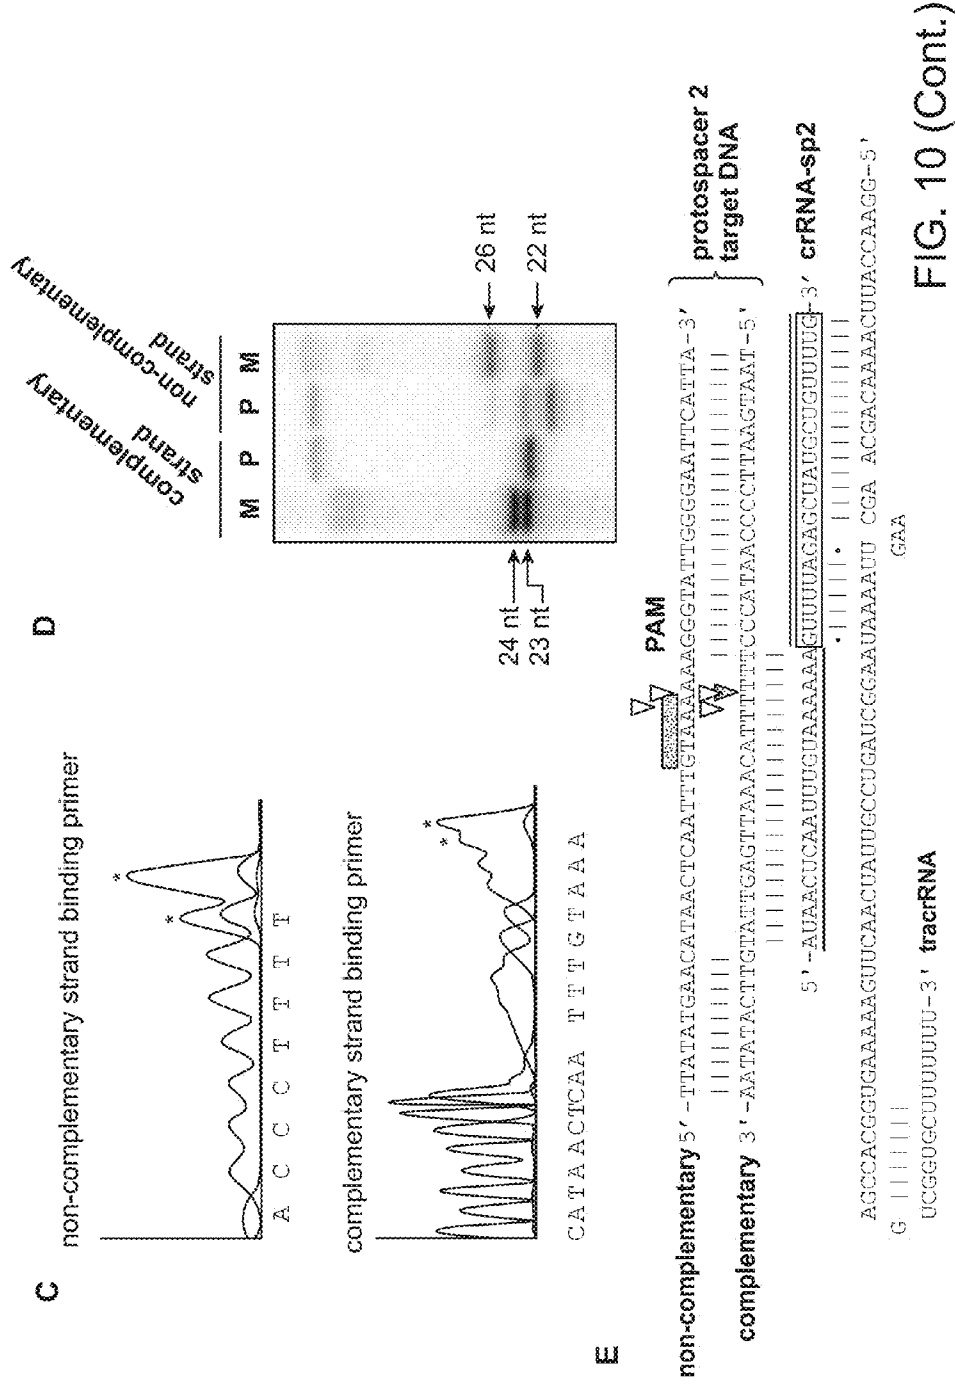 C
non-complementary strand binding primer
* *
A C C C T T T T T
complementary strand binding primer
* *
CATAACTCAA TTTGTAAA
D
complementary strand
non-complementary strand
M P P M
24 nt
23 nt
26 nt
22 nt
E
PAM
non-complementary 5'-TTATATGAACATAACTCAATTTGTAAAAAAGGGTATTGGGGAATTCATTA-3'
complementary 3'-AATATACTTGTATTGAGTTAAACATTTTTTCCCATAACCCCTTAAGTAAT-5'
protospacer 2 target DNA
5'-AUAACUCAAUUUGUAAAAAAGUUUUAGAGCUAUGCUGUUUUG-3' crRNA-sp2
AGCCACGGUGAAAAAGUUCAACUAUUGCCUGAUCGGAAUAAAAUU CGA ACGACAAAACUUACCAAGG-5'
GAA
G
UCGGUGCUUUUUUU-3' tracrRNA
FIG. 10 (Cont.)